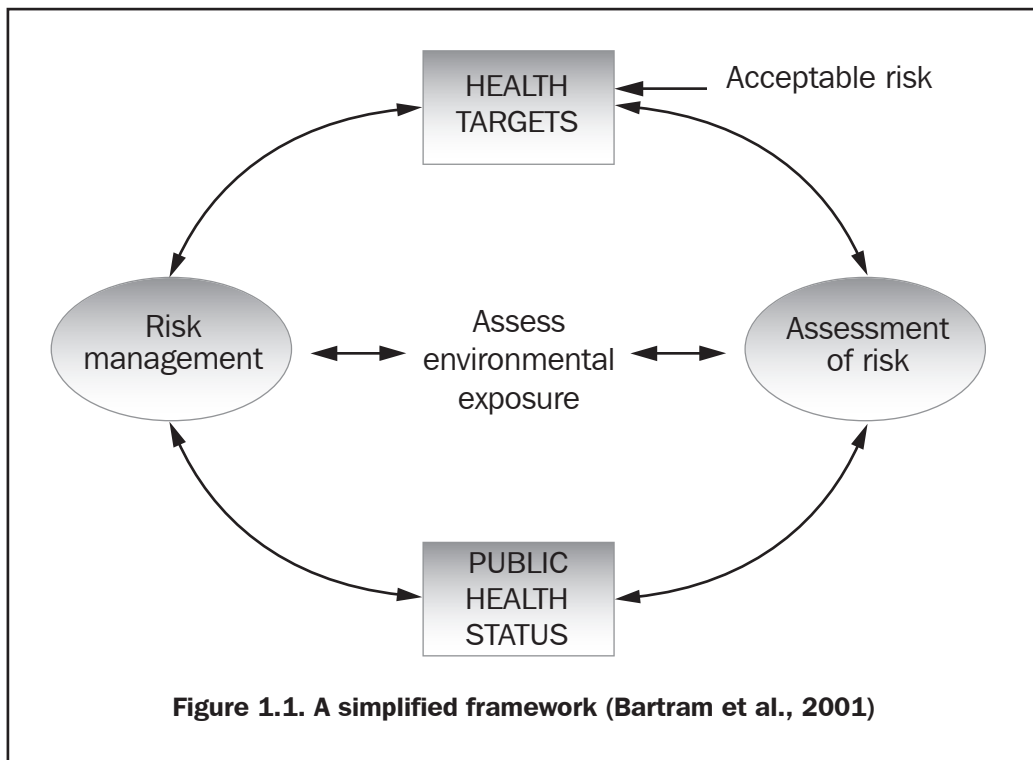 HEALTH
TARGETS
Acceptable risk
Risk
management
Assess
environmental
exposure
Assessment
of risk
PUBLIC
HEALTH
STATUS
Figure 1.1. A simplified framework (Bartram et al., 2001)